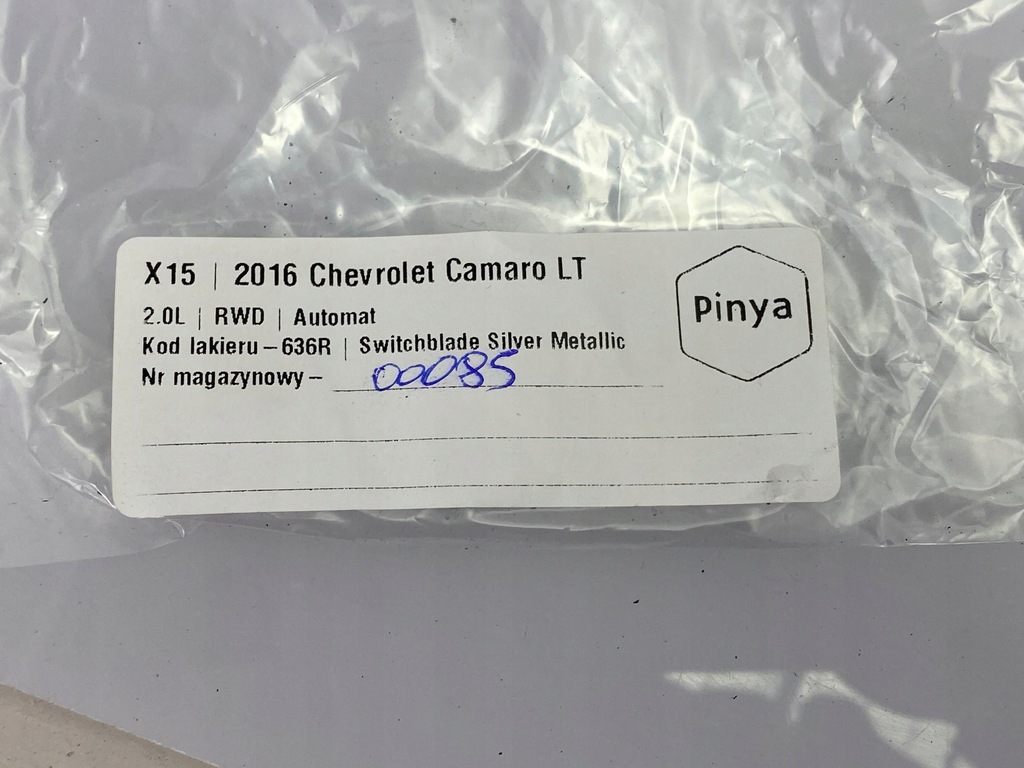 X15 | 2016 Chevrolet Camaro LT
2.0L | RWD | Automat
Kod lakieru – 636R | Switchblade Silver Metallic
Nr magazynowy – 00085
Pinya